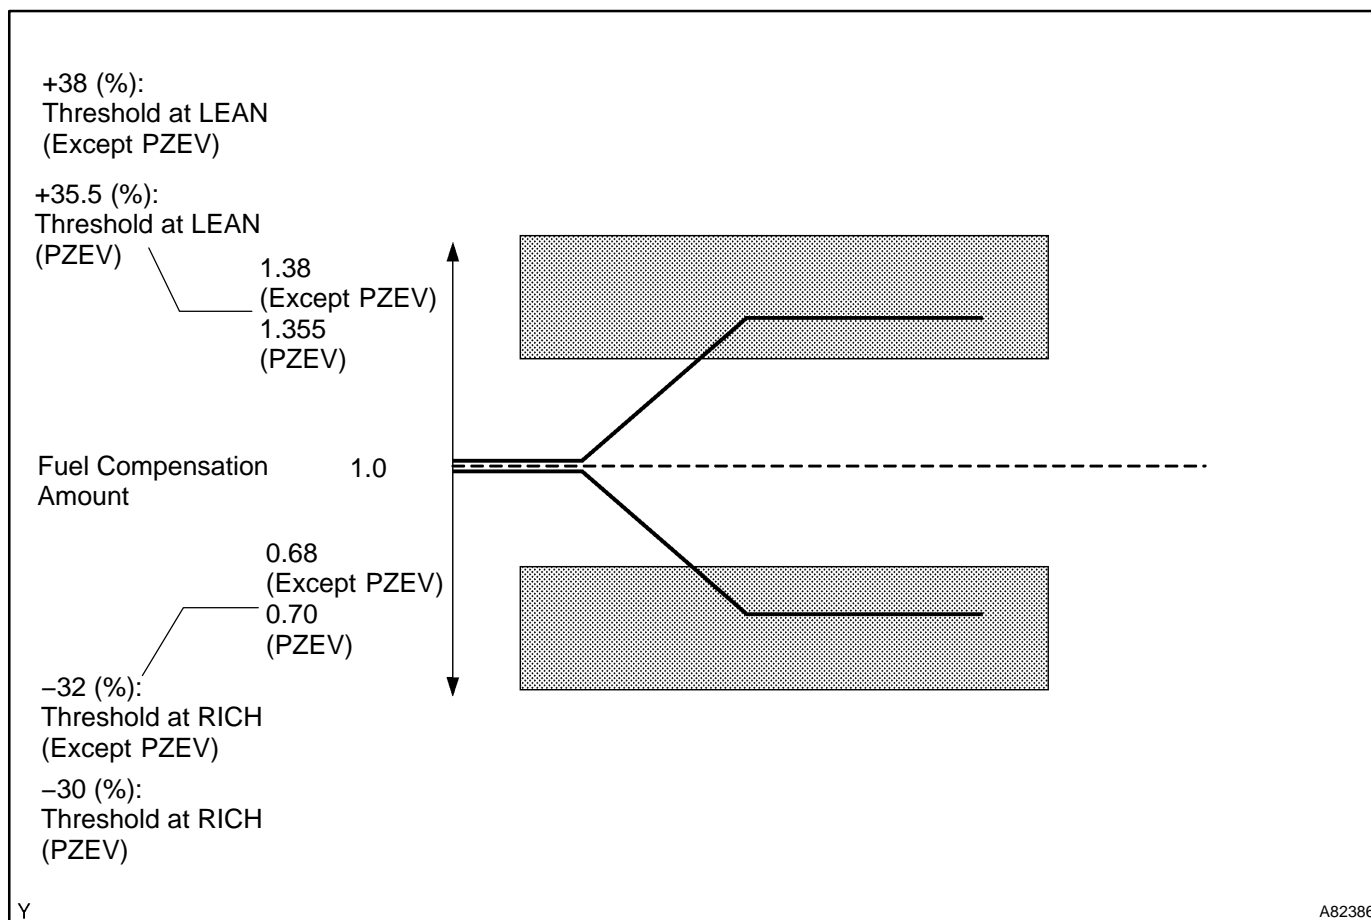 +38 (%):
Threshold at LEAN
(Except PZEV)
+35.5 (%):
Threshold at LEAN
(PZEV)
1.38
(Except PZEV)
1.355
(PZEV)
Fuel Compensation
Amount
1.0
0.68
(Except PZEV)
0.70
(PZEV)
–32 (%):
Threshold at RICH
(Except PZEV)
–30 (%):
Threshold at RICH
(PZEV)
Y
A82386